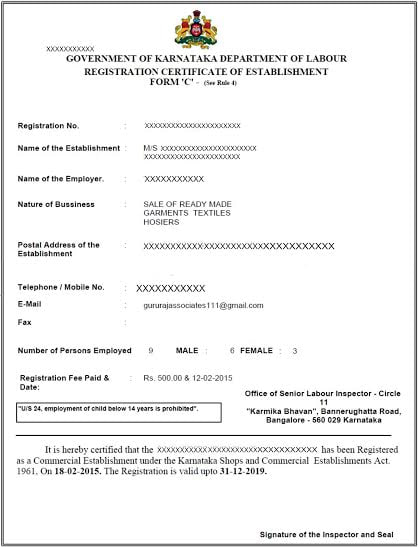 XXXXXXXXXXX
GOVERNMENT OF KARNATAKA DEPARTMENT OF LABOUR
REGISTRATION CERTIFICATE OF ESTABLISHMENT
FORM 'C' - (See Rule 4)
Registration No. : XXXXXXXXXXXXXXXXXXXXXX
Name of the Establishment : M/S XXXXXXXXXXXXXXXXXXXXXX
XXXXXXXXXXXXXXXXXXXXXX
Name of the Employer. : XXXXXXXXXXX
Nature of Bussiness : SALE OF READY MADE
GARMENTS TEXTILES
HOSIERS
Postal Address of the : XXXXXXXXXXXXXXXXXXXXXXXXXXXXXXXXX
Establishment
Telephone / Mobile No. : XXXXXXXXXXX
E-Mail : gururajassociates111@gmail.com
Fax :
Number of Persons Employed 9 MALE : 6 FEMALE : 3
Registration Fee Paid & : Rs. 500.00 & 12-02-2015
Date:
"U/S 24, employment of child below 14 years is prohibited".
Office of Senior Labour Inspector - Circle
11
"Karmika Bhavan", Bannerughatta Road,
Bangalore - 560 029 Karnataka
It is hereby certified that the XXXXXXXXXXXXXXXXXXXXXXXXXXXXXX has been Registered
as a Commercial Establishment under the Karnataka Shops and Commercial Establishments Act.
1961. On 18-02-2015. The Registration is valid upto 31-12-2019.
Signature of the Inspector and Seal